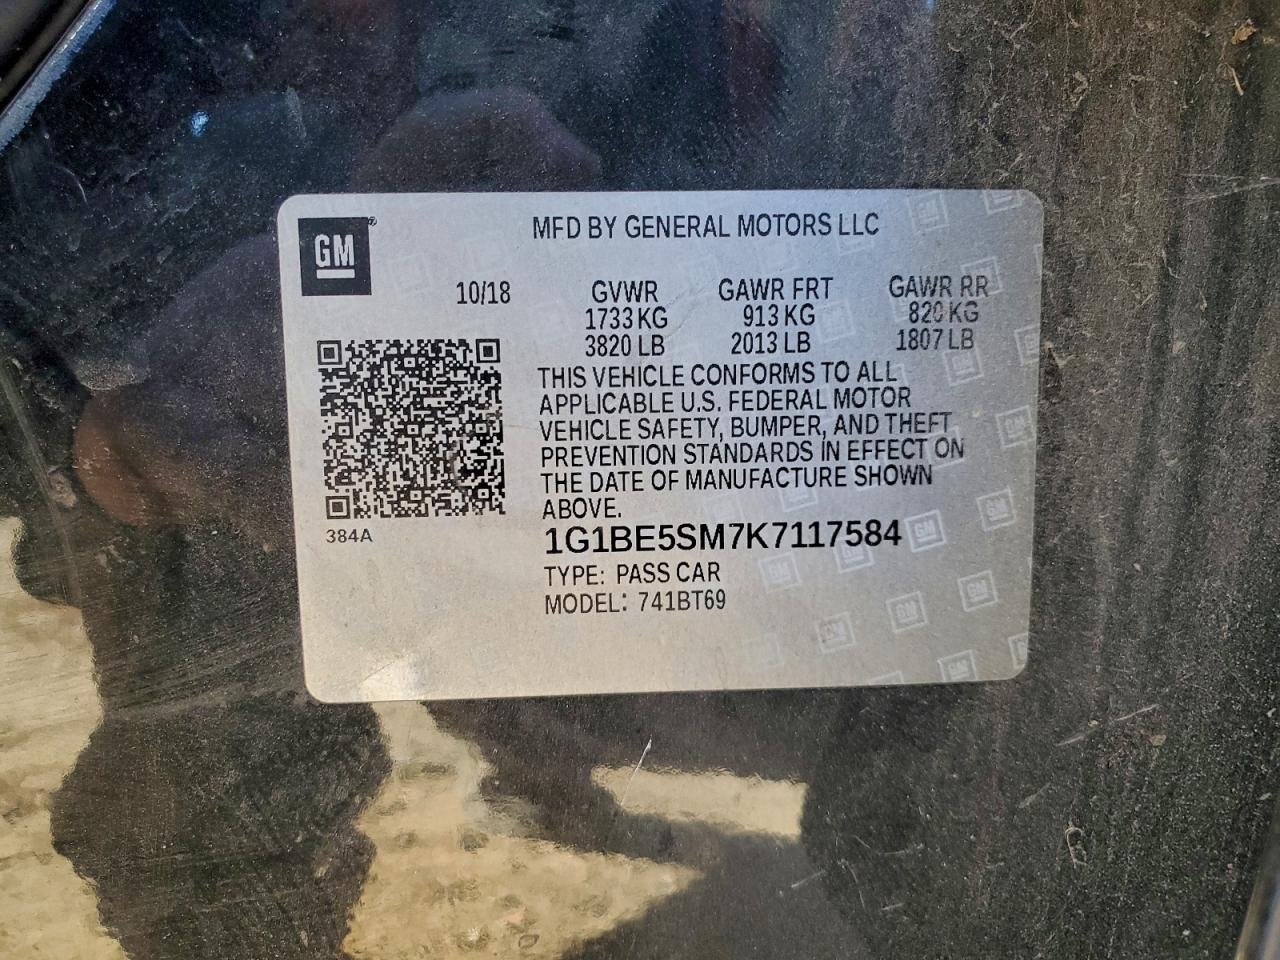 GM
MFD BY GENERAL MOTORS LLC
10/18
GVWR GAWR FRT GAWR RR
1733 KG 913 KG 820 KG
3820 LB 2013 LB 1807 LB
THIS VEHICLE CONFORMS TO ALL
APPLICABLE U.S. FEDERAL MOTOR
VEHICLE SAFETY, BUMPER, AND THEFT
PREVENTION STANDARDS IN EFFECT ON
THE DATE OF MANUFACTURE SHOWN
ABOVE.
384A
1G1BE5SM7K7117584
TYPE: PASS CAR
MODEL: 741BT69